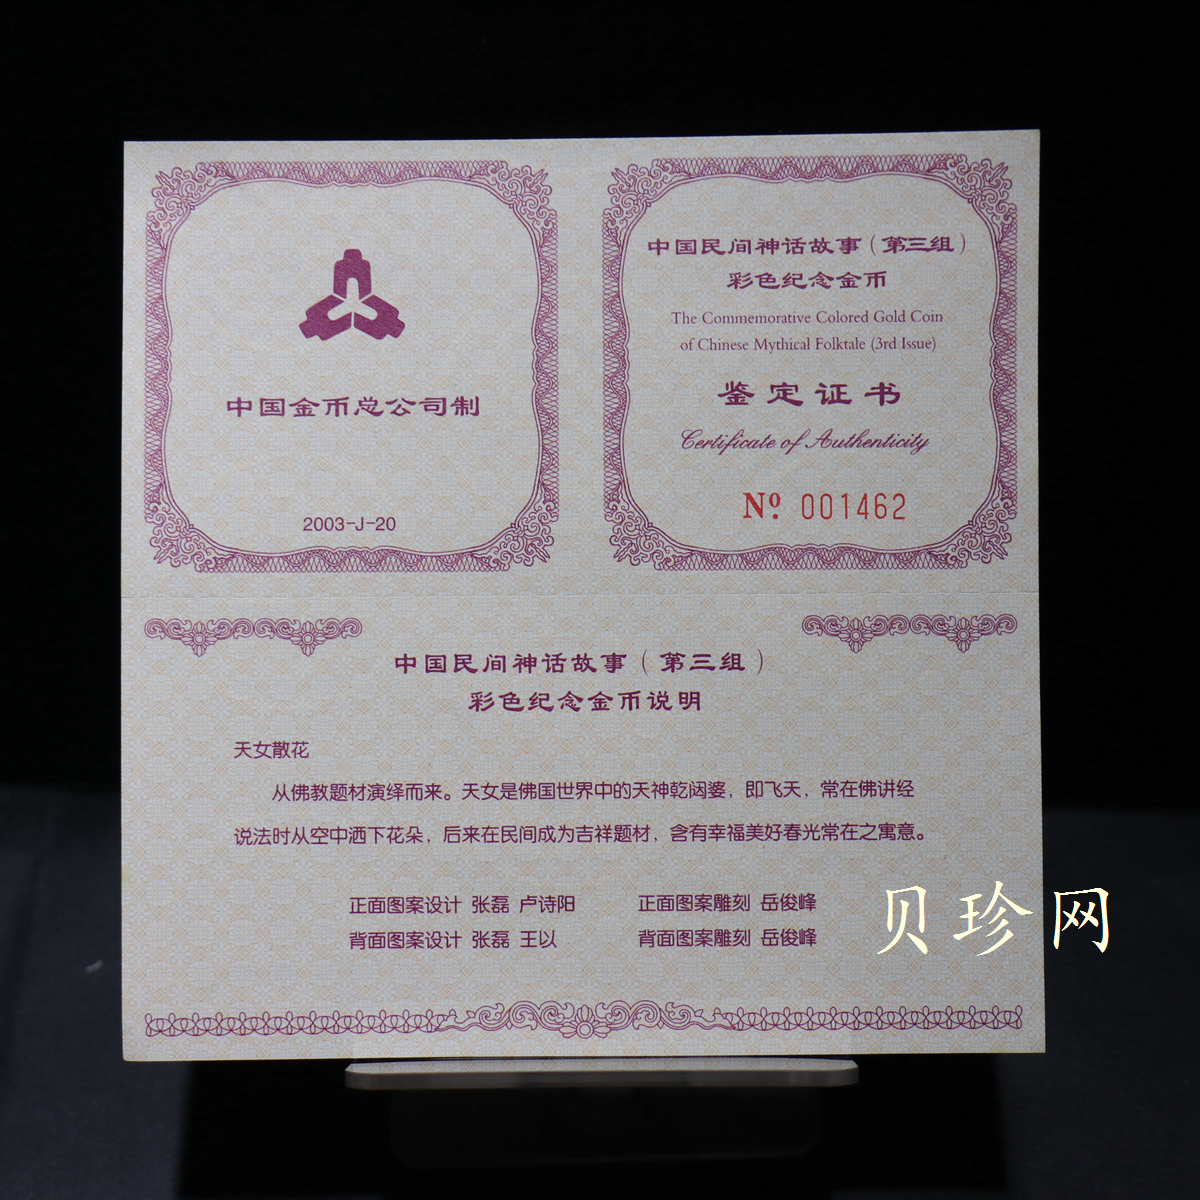 中国金币总公司制
2003-J-20
中国民间神话故事（第三组）
彩色纪念金币
The Commemorative Colored Gold Coin
of Chinese Mythical Folktale (3rd Issue)
鉴定证书
Certificate of Authenticity
Nº 001462
中国民间神话故事（第三组）
彩色纪念金币说明
天女散花
从佛教题材演绎而来。天女是佛国世界中的天神乾闼婆，即飞天，常在佛讲经
说法时从空中洒下花朵，后来在民间成为吉祥题材，含有幸福美好春光常在之寓意。
正面图案设计 张磊 卢诗阳 正面图案雕刻 岳俊峰
背面图案设计 张磊 王以 背面图案雕刻 岳俊峰
贝珍网